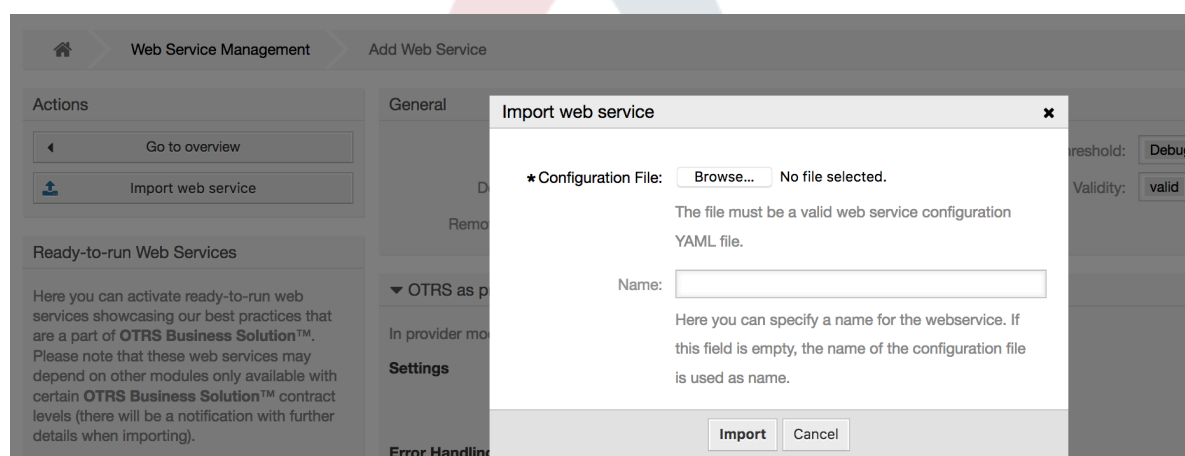 Web Service Management
Add Web Service
Actions
Go to overview
Import web service
Ready-to-run Web Services
Here you can activate ready-to-run web
services showcasing our best practices that
are a part of OTRS Business Solution™.
Please note that these web services may
depend on other modules only available with
certain OTRS Business Solution™ contract
levels (there will be a notification with further
details when importing).
General
Validity:
valid
OTRS as
In provider
Settings
Error
Import web service
* Configuration File:
Browse... No file selected.
The file must be a valid web service configuration
YAML file.
Name:
Here you can specify a name for the webservice. If
this field is empty, the name of the configuration file
is used as name.
Import
Cancel